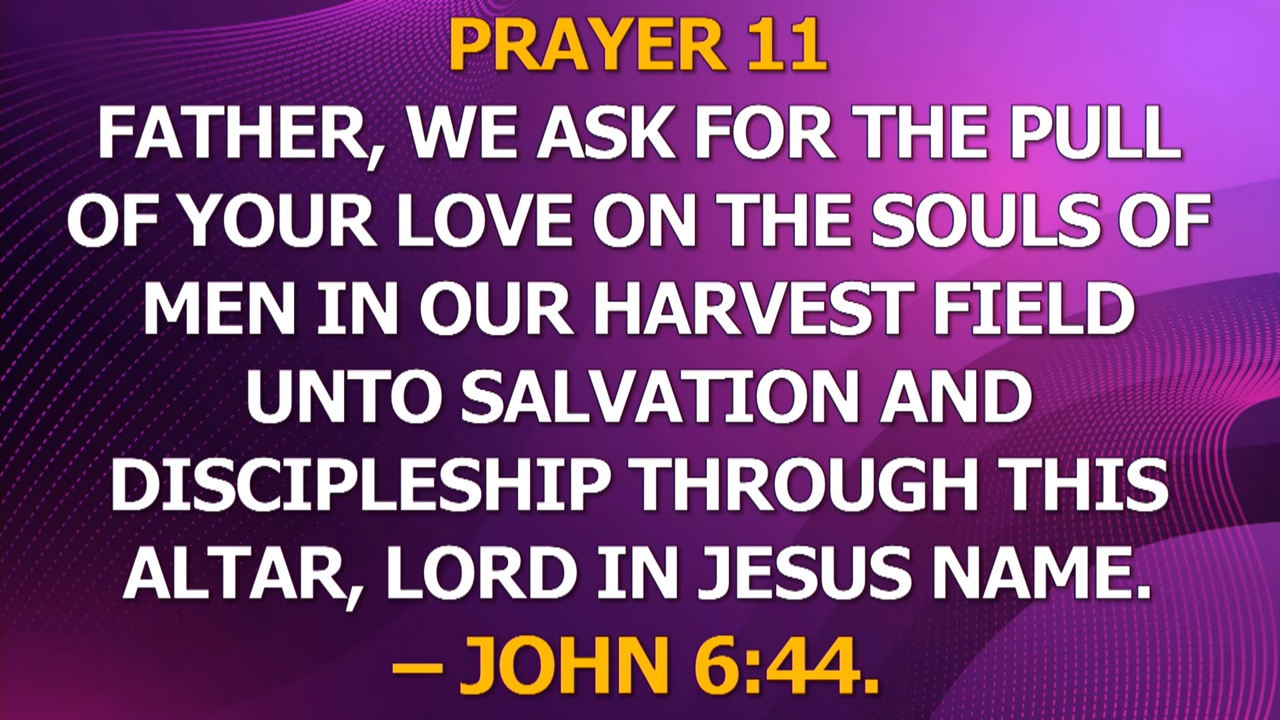 PRAYER 11
FATHER, WE ASK FOR THE PULL
OF YOUR LOVE ON THE SOULS OF
MEN IN OUR HARVEST FIELD
UNTO SALVATION AND
DISCIPLESHIP THROUGH THIS
ALTAR, LORD IN JESUS NAME.
– JOHN 6:44.